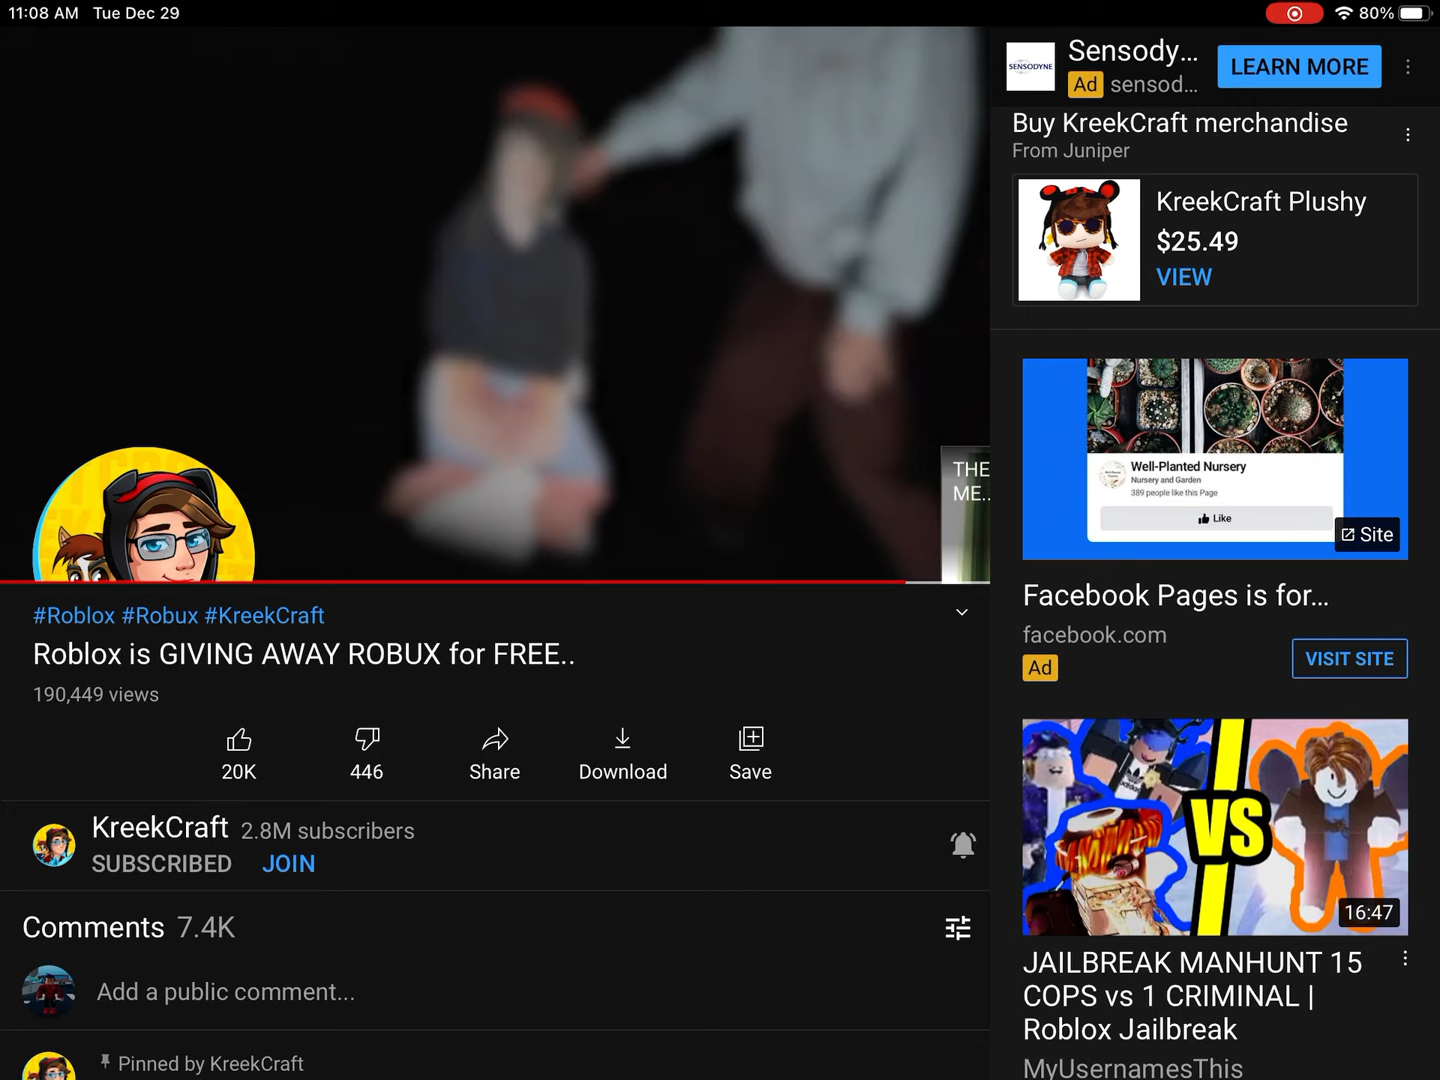 11:08 AM Tue Dec 29
80%
THE
ME..
#Roblox #Robux #KreekCraft
Roblox is GIVING AWAY ROBUX for FREE..
190,449 views
20K
446
Share
Download
Save
KreekCraft 2.8M subscribers
SUBSCRIBED JOIN
Comments 7.4K
Add a public comment...
Pinned by KreekCraft
SENSODYNE
Sensody...
Ad sensod...
LEARN MORE
Buy KreekCraft merchandise
From Juniper
KreekCraft Plushy
$25.49
VIEW
Well-Planted Nursery
Nursery and Garden
389 people like this Page
Like
Site
Facebook Pages is for...
facebook.com
Ad
VISIT SITE
VS
16:47
JAILBREAK MANHUNT 15
COPS vs 1 CRIMINAL |
Roblox Jailbreak
MyUsernamesThis